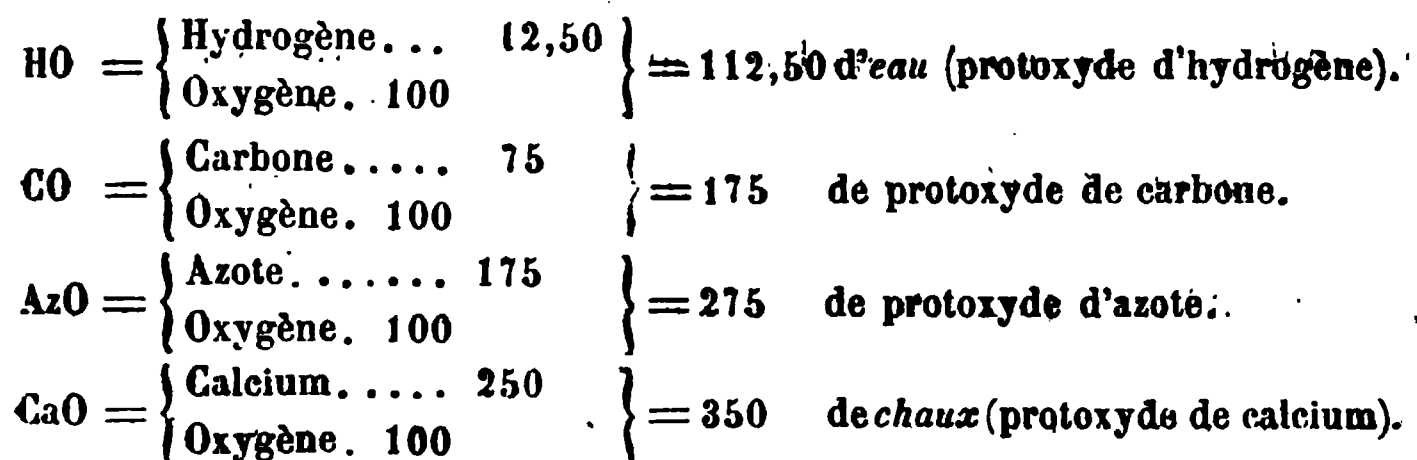 Hydrogène... 12,50
HO = = 112,50 d'eau (protoxyde d'hydrogène).
Oxygène. 100
Carbone..... 75
CO = = 175 de protoxyde de carbone.
Oxygène. 100
Azote....... 175
AzO = = 275 de protoxyde d'azote.
Oxygène. 100
Calcium..... 250
CaO = = 350 de chaux (protoxyde de calcium).
Oxygène. 100